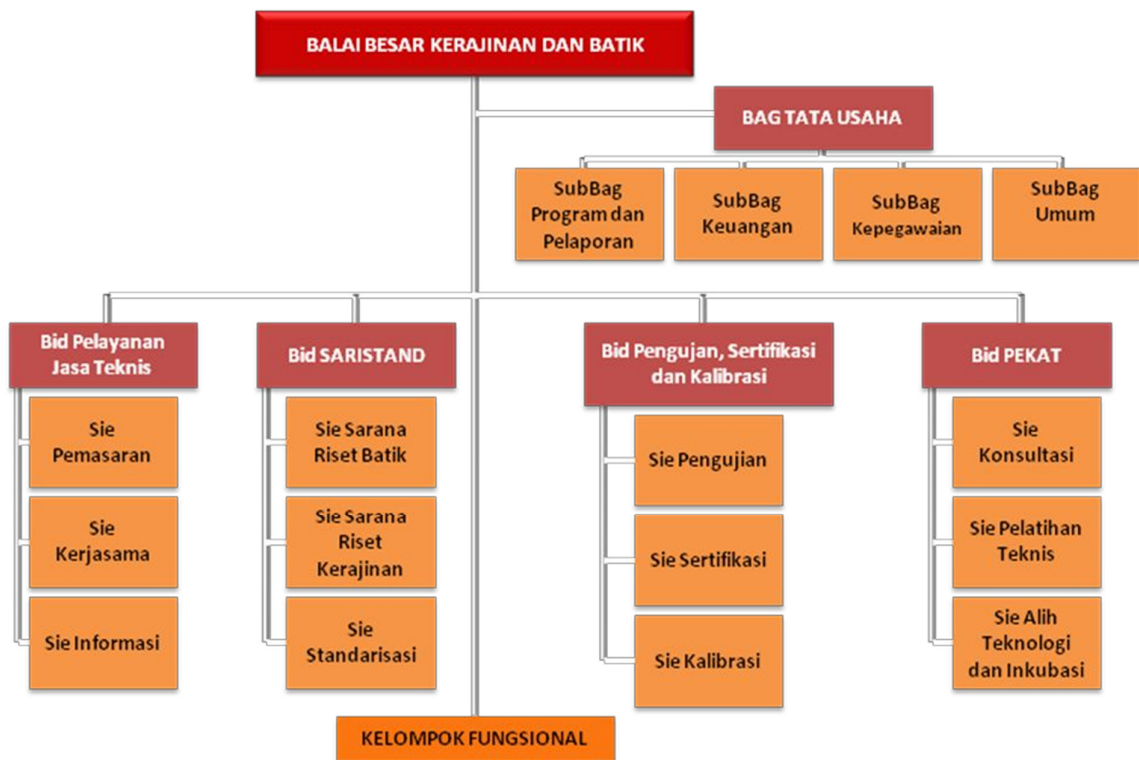 BALAI BESAR KERAJINAN DAN BATIK
BAG TATA USAHA
SubBag
Program dan
Pelaporan
SubBag
Keuangan
SubBag
Kepegawaian
SubBag
Umum
Bid Pelayanan
Jasa Teknis
Sie
Pemasaran
Sie
Kerjasama
Sie Informasi
Bid SARISTAND
Sie Sarana
Riset Batik
Sie Sarana
Riset
Kerajinan
Sie
Standarisasi
Bid Pengujan, Sertifikasi
dan Kalibrasi
Sie Pengujian
Sie Sertifikasi
Sie Kalibrasi
Bid PEKAT
Sie
Konsultasi
Sie Pelatihan
Teknis
Sie Alih
Teknologi
dan Inkubasi
KELOMPOK FUNGSIONAL